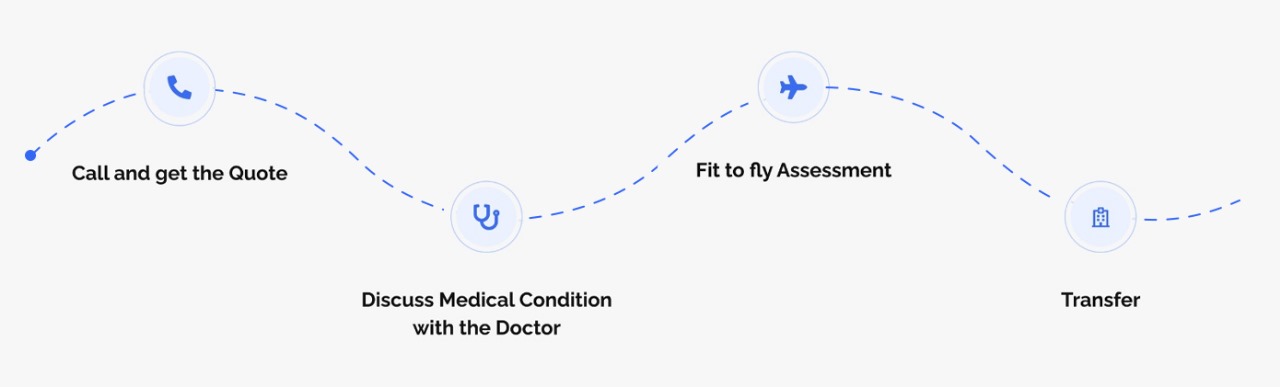 Call and get the Quote
Discuss Medical Condition
with the Doctor
Fit to fly Assessment
Transfer